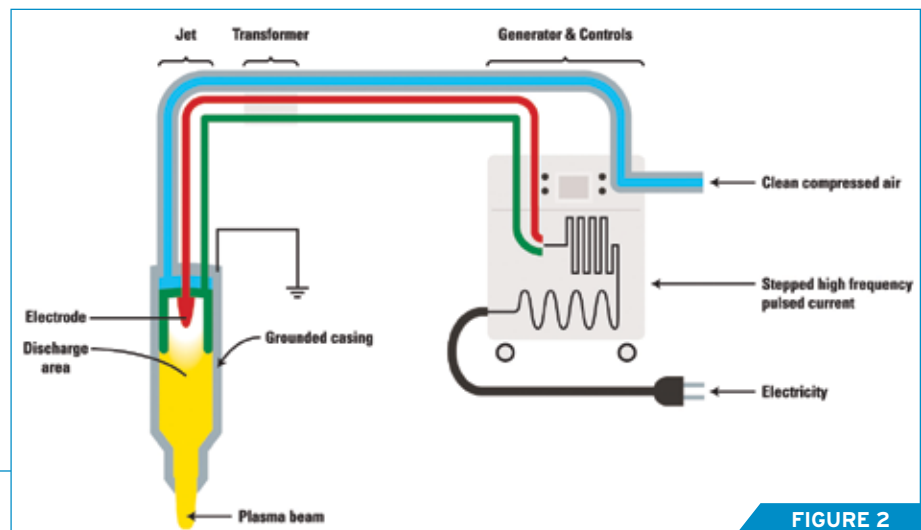 Jet Transformer Generator & Controls
Clean compressed air
Stepped high frequency
pulsed current
Electrode
Grounded casing
Discharge
area
Electricity
Plasma beam
FIGURE 2